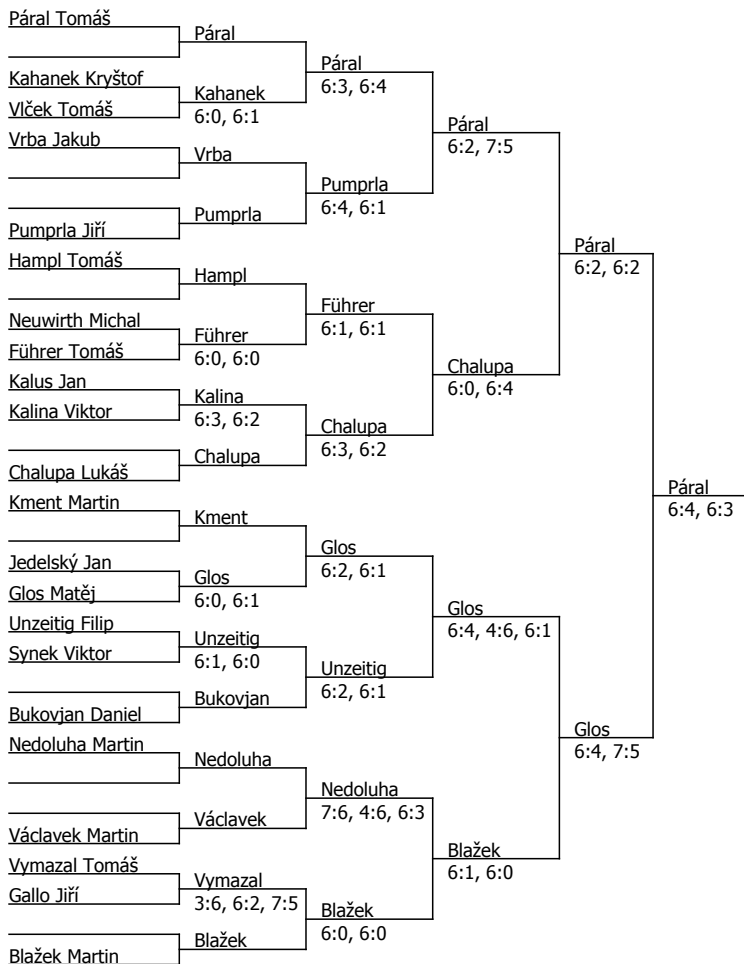 Páral Tomáš
Páral
Páral
6:3, 6:4
Kahanek Kryštof
Kahanek
6:0, 6:1
Vlček Tomáš
Páral
6:2, 7:5
Vrba Jakub
Vrba
Pumprla
6:4, 6:1
Pumprla
Pumprla Jiří
Páral
6:2, 6:2
Hampl Tomáš
Hampl
Führer
6:1, 6:1
Neuwirth Michal
Führer
6:0, 6:0
Führer Tomáš
Chalupa
6:0, 6:4
Kalus Jan
Kalina
6:3, 6:2
Kalina Viktor
Chalupa
6:3, 6:2
Chalupa
Chalupa Lukáš
Páral
6:4, 6:3
Kment Martin
Kment
Glos
6:2, 6:1
Jedelský Jan
Glos
6:0, 6:1
Glos Matěj
Glos
6:4, 4:6, 6:1
Unzeitig Filip
Unzeitig
6:1, 6:0
Synek Viktor
Unzeitig
6:2, 6:1
Bukovjan
Bukovjan Daniel
Glos
6:4, 7:5
Nedoluha Martin
Nedoluha
Nedoluha
7:6, 4:6, 6:3
Václavek
Václavek Martin
Blažek
6:1, 6:0
Vymazal Tomáš
Vymazal
3:6, 6:2, 7:5
Gallo Jiří
Blažek
6:0, 6:0
Blažek
Blažek Martin